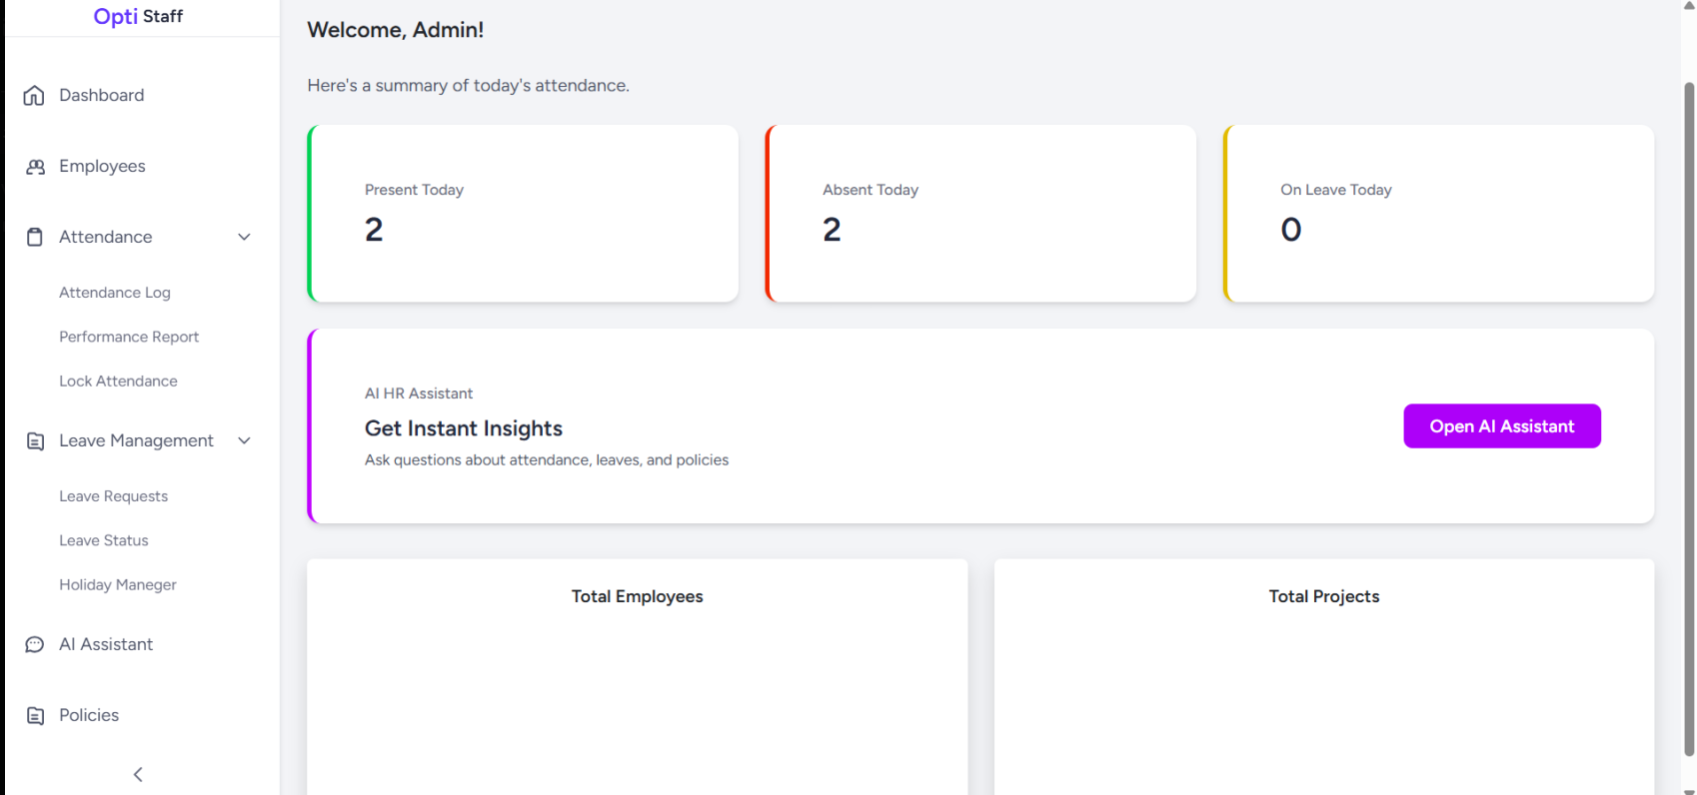 Opti Staff
Dashboard
Employees
Attendance
Attendance Log
Performance Report
Lock Attendance
Leave Management
Leave Requests
Leave Status
Holiday Maneger
AI Assistant
Policies
Welcome, Admin!
Here's a summary of today's attendance.
Present Today
2
Absent Today
2
On Leave Today
0
AI HR Assistant
Get Instant Insights
Ask questions about attendance, leaves, and policies
Open AI Assistant
Total Employees
Total Projects